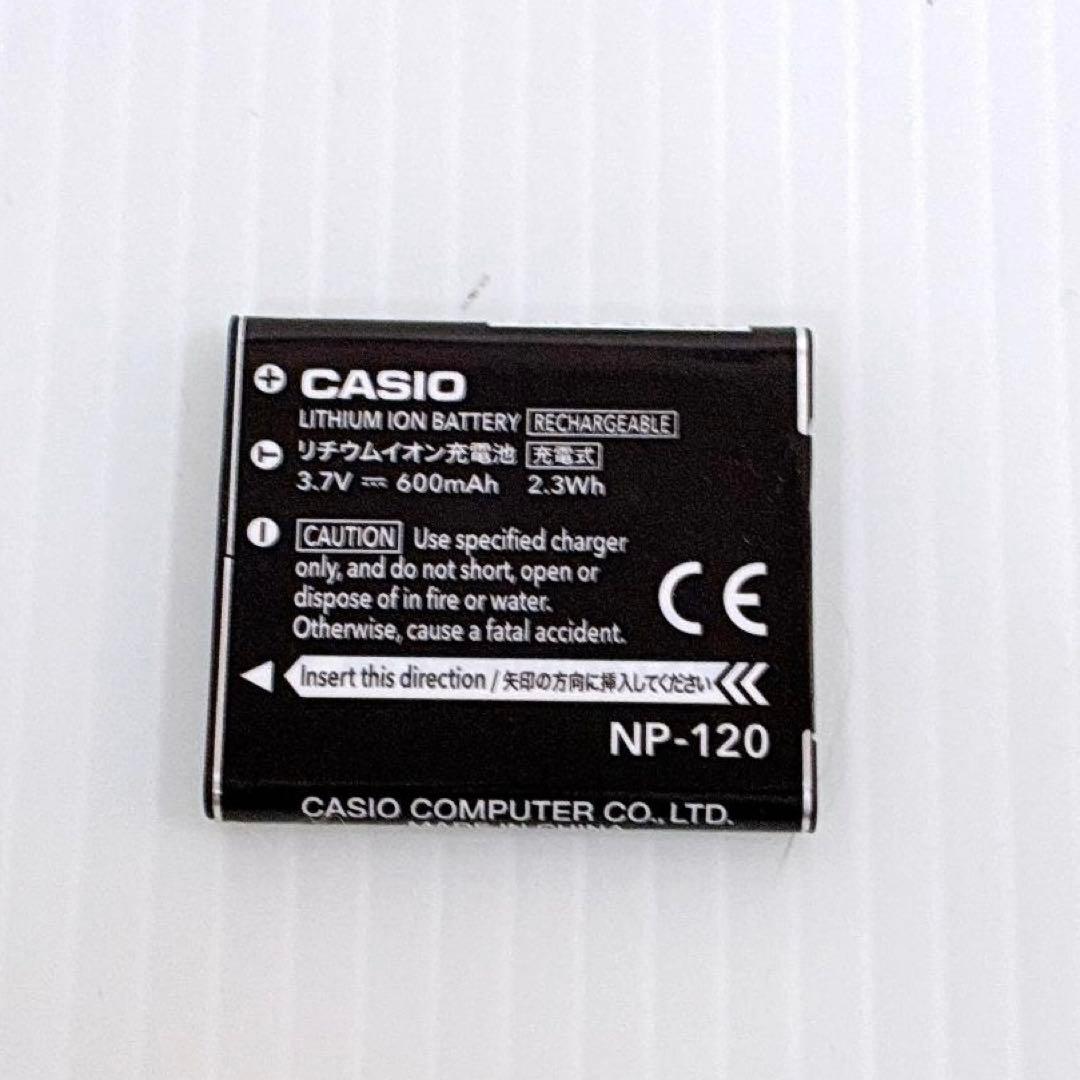 CASIO
LITHIUM ION BATTERY RECHARGEABLE
リチウムイオン充電池 充電式
3.7V ⎓ 600mAh 2.3Wh
CAUTION Use specified charger
only, and do not short, open or
dispose of in fire or water.
Otherwise, cause a fatal accident.
CE
Insert this direction / 矢印の方向に挿入してください
NP-120
CASIO COMPUTER CO., LTD.
MADE IN CHINA